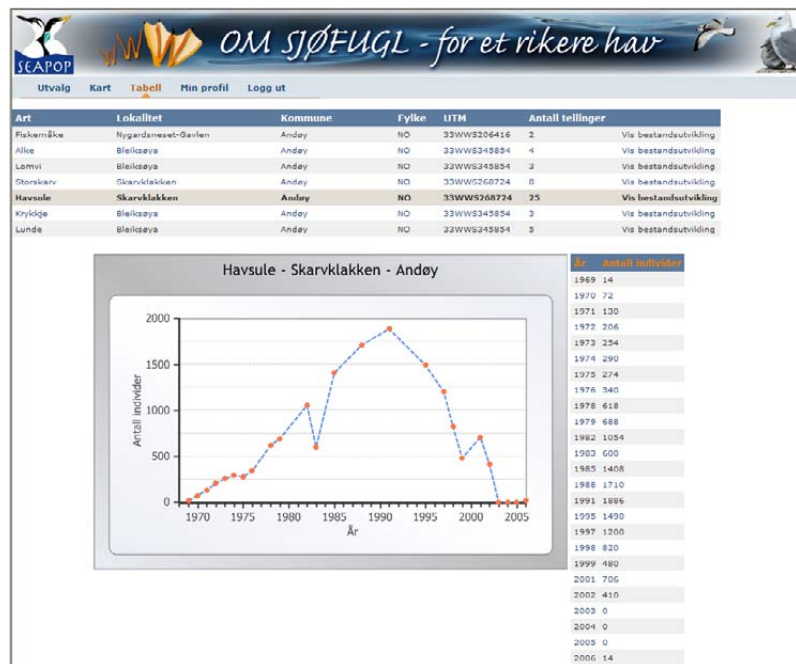 SEAPOP
OM SJØFUGL - for et rikere hav
Utvalg Kart Tabell Min profil Logg ut
Art Lokalitet Kommune Fylke UTM Antall tellinger
Fiskemåke Nygardsneset-Gavlen Andøy NO 33WWS206416 2 Vis bestandsutvikling
Alke Bleiksøya Andøy NO 33WWS345854 4 Vis bestandsutvikling
Lomvi Bleiksøya Andøy NO 33WWS345854 3 Vis bestandsutvikling
Storskarv Skarvklakken Andøy NO 33WWS268724 8 Vis bestandsutvikling
Havsule Skarvklakken Andøy NO 33WWS268724 25 Vis bestandsutvikling
Krykkje Bleiksøya Andøy NO 33WWS345854 3 Vis bestandsutvikling
Lunde Bleiksøya Andøy NO 33WWS345854 5 Vis bestandsutvikling
Havsule - Skarvklakken - Andøy
Antall individer
2000
1500
1000
500
0
1970 1975 1980 1985 1990 1995 2000 2005
År
År Antall individer
1969 14
1970 72
1971 130
1972 206
1973 254
1974 290
1975 274
1976 340
1978 618
1979 688
1982 1054
1983 600
1985 1408
1988 1710
1991 1886
1995 1490
1997 1200
1998 820
1999 480
2001 706
2002 410
2003 0
2004 0
2005 0
2006 14